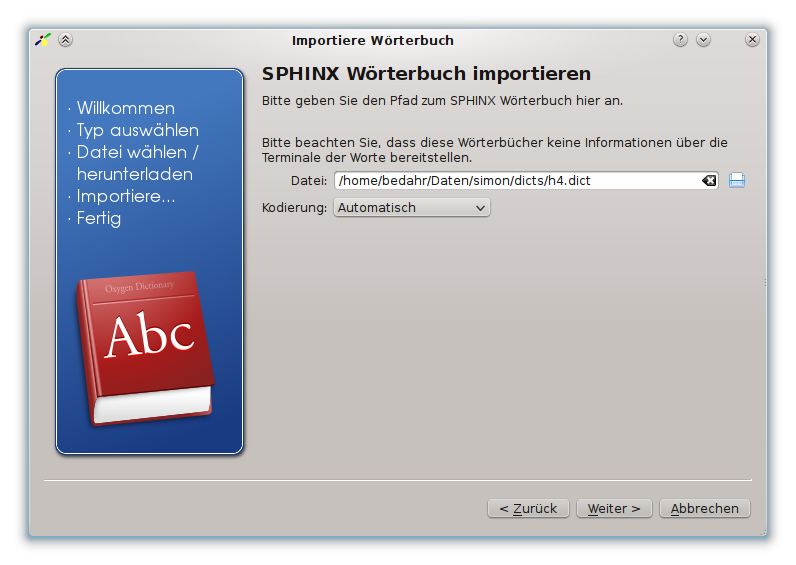 Importiere Wörterbuch
· Willkommen
· Typ auswählen
· Datei wählen /
herunterladen
· Importiere...
· Fertig
Oxygen Dictionary
Abc
SPHINX Wörterbuch importieren
Bitte geben Sie den Pfad zum SPHINX Wörterbuch hier an.
Bitte beachten Sie, dass diese Wörterbücher keine Informationen über die
Terminale der Worte bereitstellen.
Datei: /home/bedahr/Daten/simon/dicts/h4.dict
Kodierung: Automatisch
< Zurück Weiter > Abbrechen